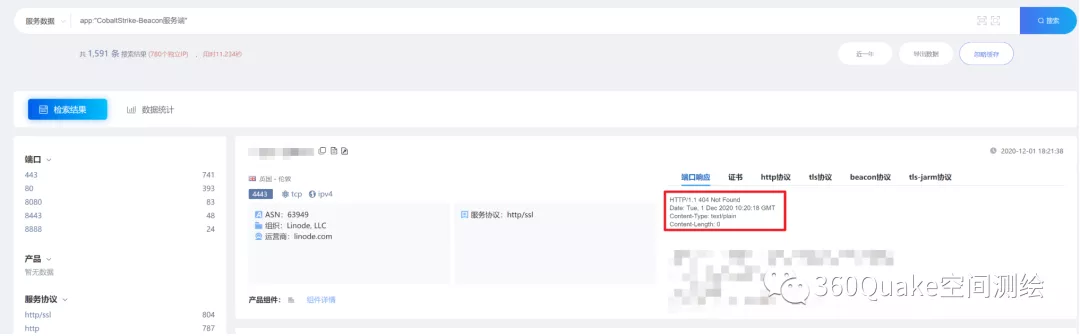 服务数据 app:"CobaltStrike-Beacon服务端" 搜索
共 1,591 条 搜索结果 (780个独立IP) ，用时11.234秒 近一年 导出数据 忽略缓存
检索结果 数据统计
端口
443 741
80 393
8080 83
8443 48
8888 24
产品
暂无数据
服务协议
http/ssl 804
http 787
2020-12-01 18:21:38
英国 - 伦敦
4443 tcp ipv4
ASN：63949
组织：Linode, LLC
运营商：linode.com
服务协议：http/ssl
产品组件： 组件详情
端口响应 证书 http协议 tls协议 beacon协议 tls-jarm协议
HTTP/1.1 404 Not Found
Date: Tue, 1 Dec 2020 10:20:18 GMT
Content-Type: text/plain
Content-Length: 0
360Quake空间测绘